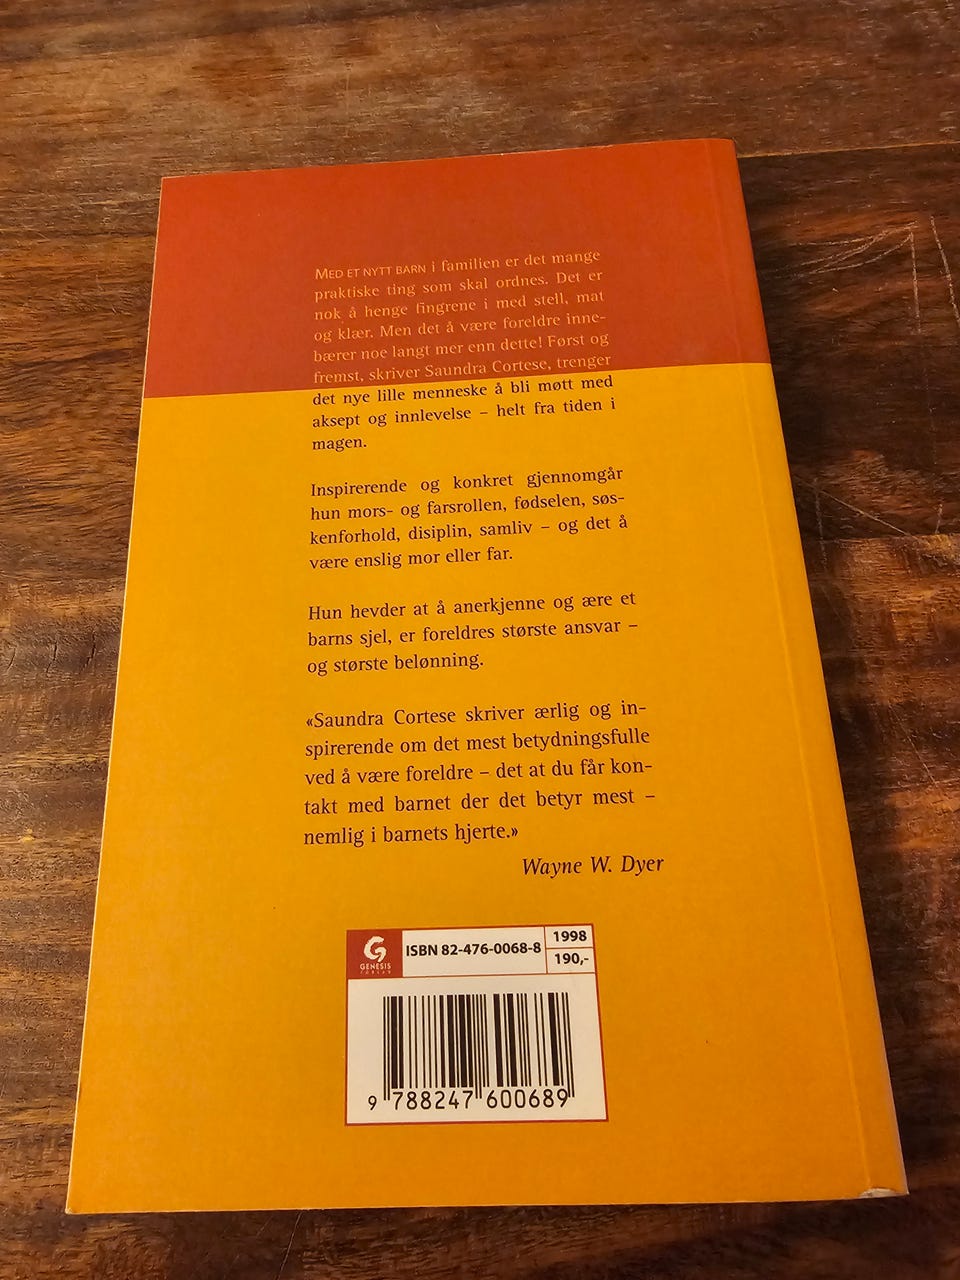 MED ET NYTT BARN i familien er det mange
praktiske ting som skal ordnes. Det er
nok å henge fingrene i med stell, mat
og klær. Men det å være foreldre inne-
bærer noe langt mer enn dette! Først og
fremst, skriver Saundra Cortese, trenger
det nye lille menneske å bli møtt med
aksept og innlevelse – helt fra tiden i
magen.
Inspirerende og konkret gjennomgår
hun mors- og farsrollen, fødselen, søs-
kenforhold, disiplin, samliv – og det å
være enslig mor eller far.
Hun hevder at å anerkjenne og ære et
barns sjel, er foreldres største ansvar –
og største belønning.
«Saundra Cortese skriver ærlig og in-
spirerende om det mest betydningsfulle
ved å være foreldre – det at du får kon-
takt med barnet der det betyr mest –
nemlig i barnets hjerte.»
Wayne W. Dyer
GENESIS
FORLAG
ISBN 82-476-0068-8
1998
190,-
9 788247 600689